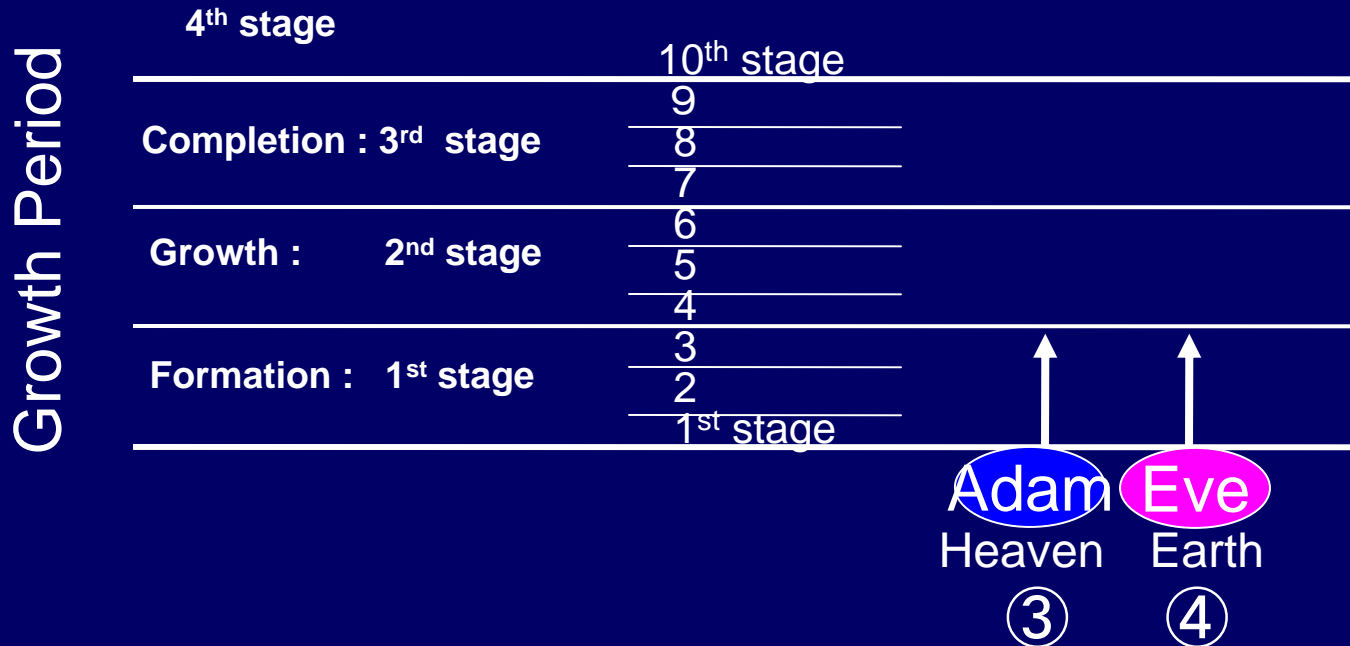 Growth Period
4th stage
10th stage
9
Completion : 3rd stage
8
7
6
Growth : 2nd stage
5
4
3
Formation : 1st stage
2
1st stage
Adam Eve
Heaven Earth
③ ④